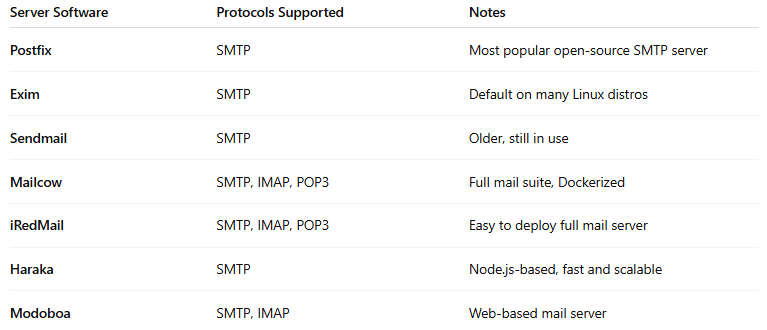 Server Software Protocols Supported Notes
Postfix SMTP Most popular open-source SMTP server
Exim SMTP Default on many Linux distros
Sendmail SMTP Older, still in use
Mailcow SMTP, IMAP, POP3 Full mail suite, Dockerized
iRedMail SMTP, IMAP, POP3 Easy to deploy full mail server
Haraka SMTP Node.js-based, fast and scalable
Modoboa SMTP, IMAP Web-based mail server